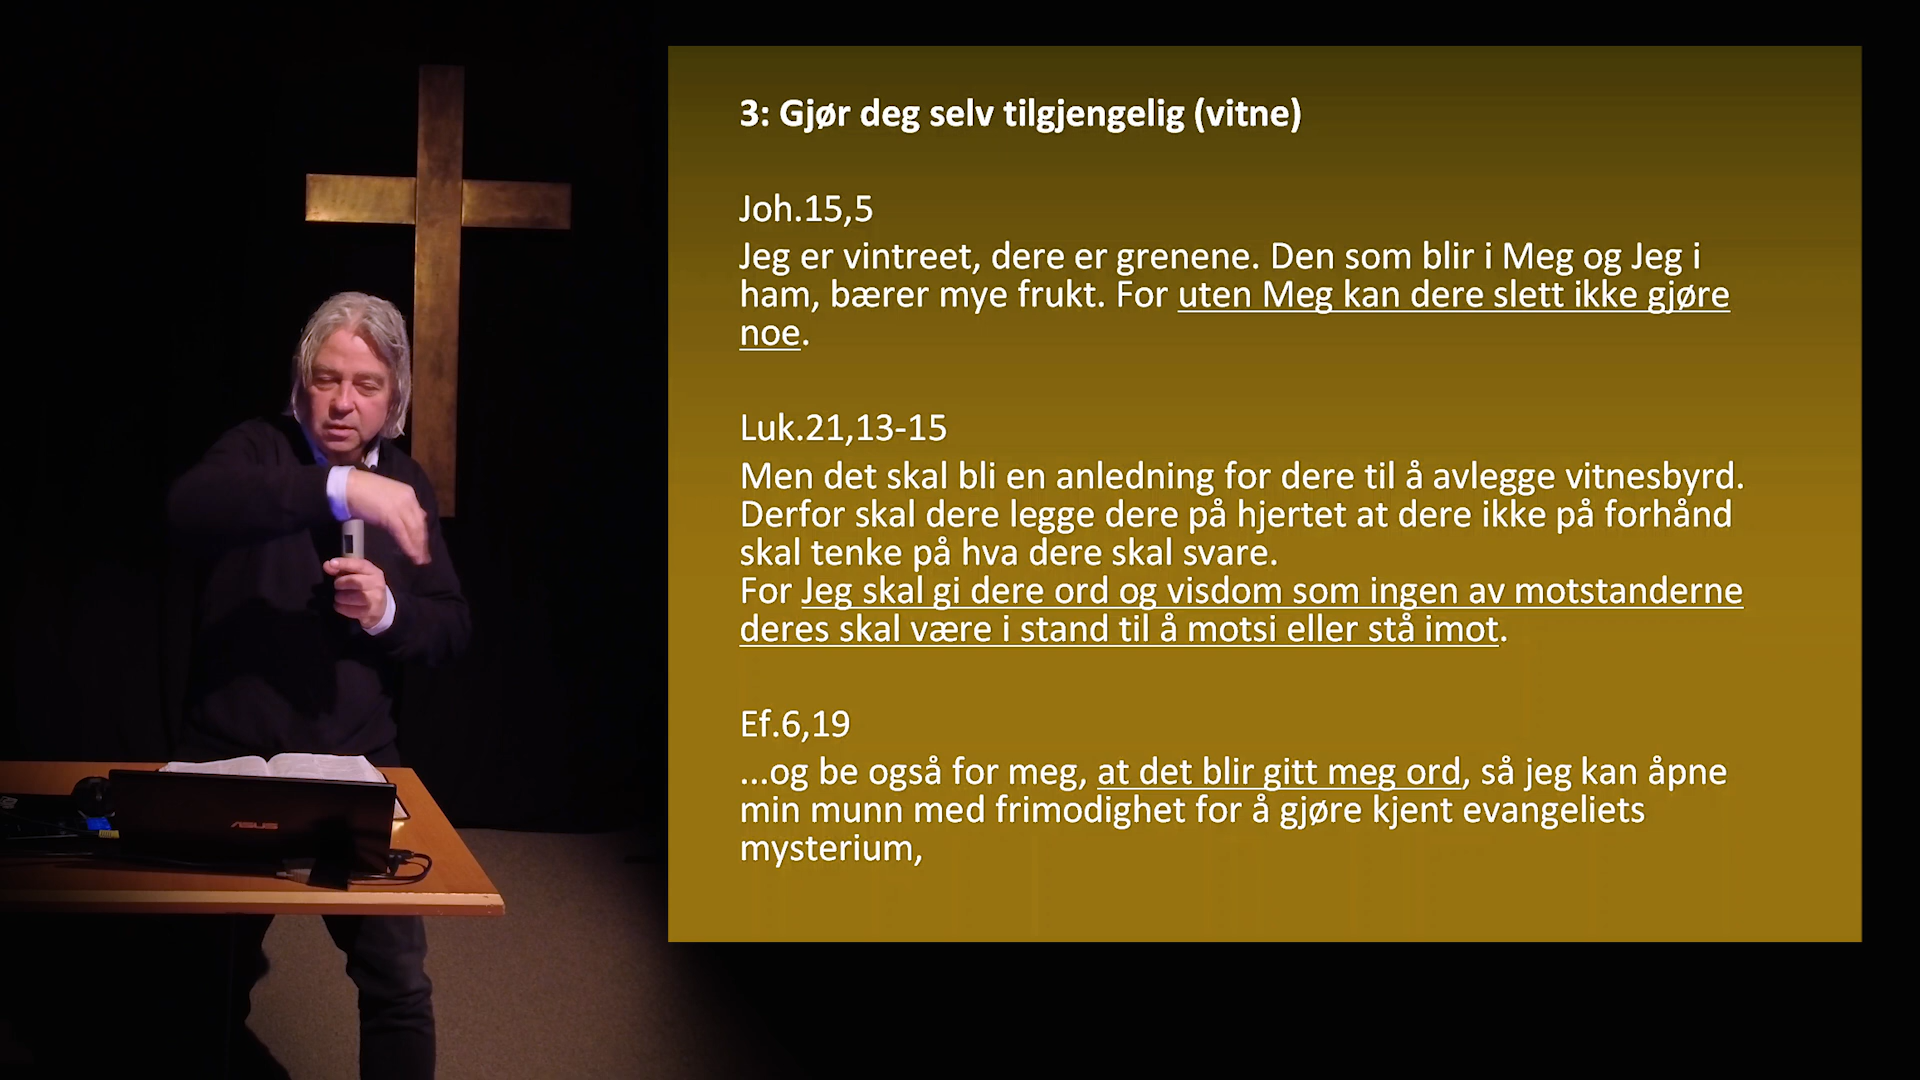 3: Gjør deg selv tilgjengelig (vitne)
Joh.15,5
Jeg er vintreet, dere er grenene. Den som blir i Meg og Jeg i
ham, bærer mye frukt. For uten Meg kan dere slett ikke gjøre
noe.
Luk.21,13-15
Men det skal bli en anledning for dere til å avlegge vitnesbyrd.
Derfor skal dere legge dere på hjertet at dere ikke på forhånd
skal tenke på hva dere skal svare.
For Jeg skal gi dere ord og visdom som ingen av motstanderne
deres skal være i stand til å motsi eller stå imot.
Ef.6,19
...og be også for meg, at det blir gitt meg ord, så jeg kan åpne
min munn med frimodighet for å gjøre kjent evangeliets
mysterium,
ASUS